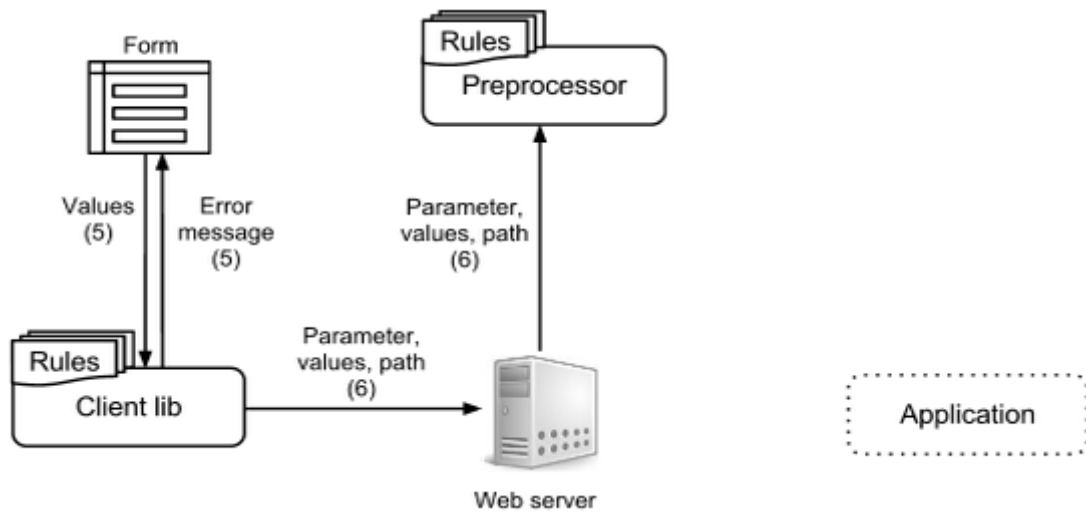 Form
Rules
Preprocessor
Values
(5)
Error
message
(5)
Parameter,
values, path
(6)
Rules
Client lib
Parameter,
values, path
(6)
Web server
Application